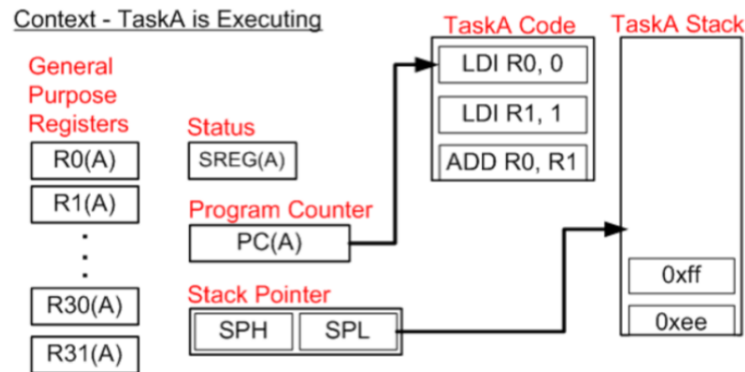 Context - TaskA is Executing
General
Purpose
Registers
R0(A)
R1(A)
R30(A)
R31(A)
Status
SREG(A)
Program Counter
PC(A)
Stack Pointer
SPH SPL
TaskA Code
LDI R0, 0
LDI R1, 1
ADD R0, R1
TaskA Stack
0xff
0xee